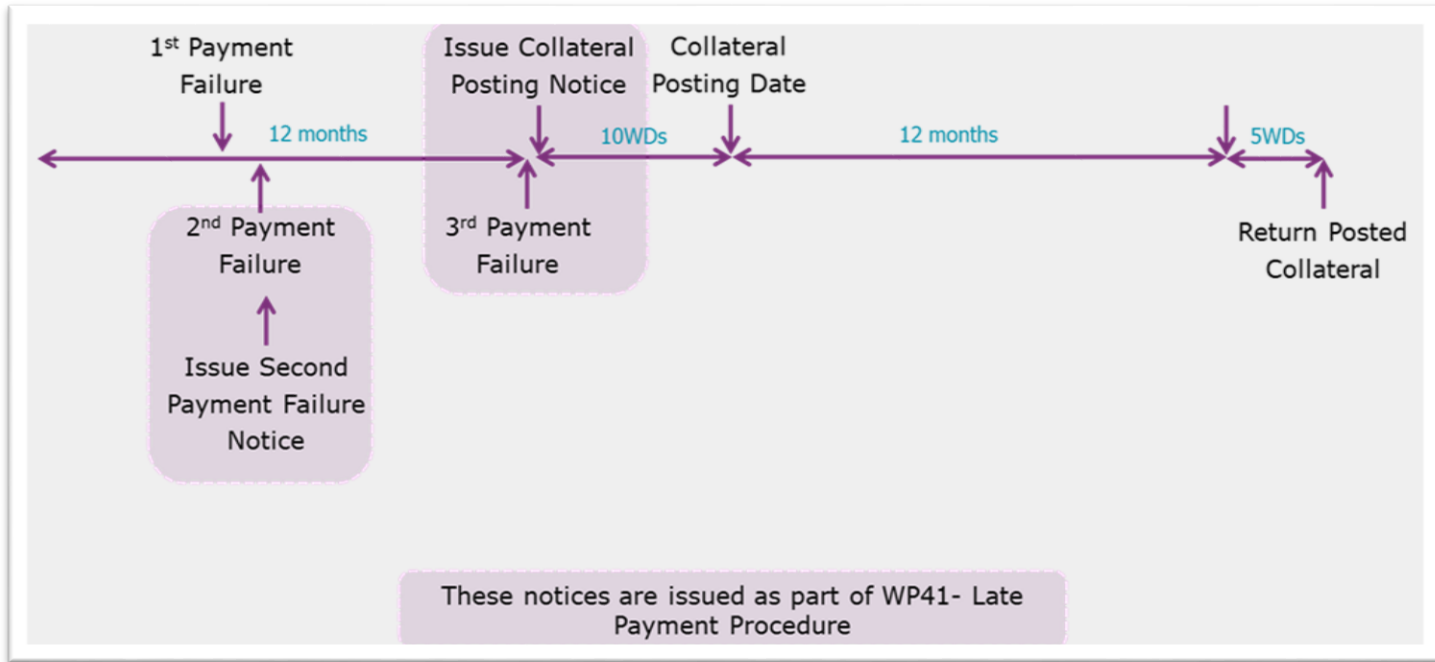 1st Payment
Failure
Issue Collateral
Posting Notice
Collateral
Posting Date
12 months
10WDs
12 months
5WDs
2nd Payment
Failure
3rd Payment
Failure
Return Posted
Collateral
Issue Second
Payment Failure
Notice
These notices are issued as part of WP41- Late
Payment Procedure